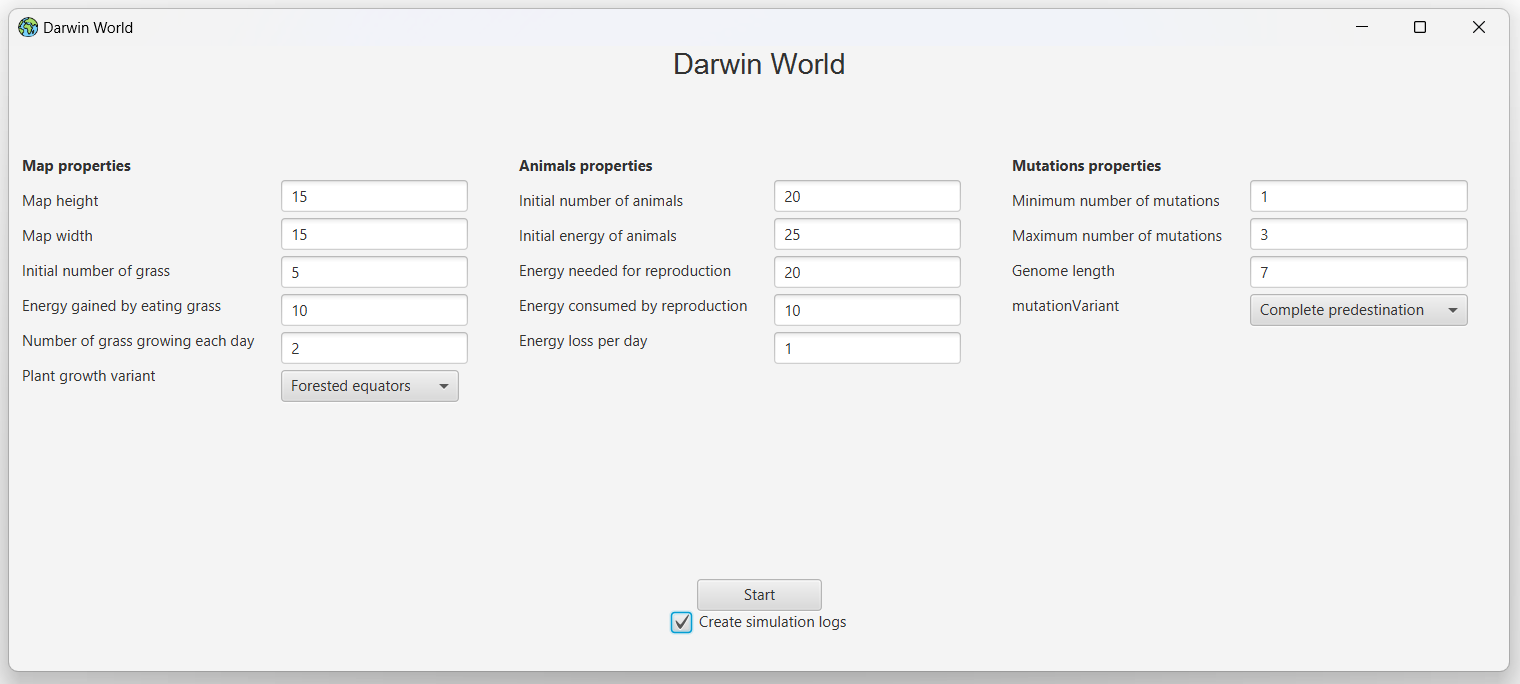 Darwin World
Darwin World
Map properties
Map height 15
Map width 15
Initial number of grass 5
Energy gained by eating grass 10
Number of grass growing each day 2
Plant growth variant Forested equators
Animals properties
Initial number of animals 20
Initial energy of animals 25
Energy needed for reproduction 20
Energy consumed by reproduction 10
Energy loss per day 1
Mutations properties
Minimum number of mutations 1
Maximum number of mutations 3
Genome length 7
mutationVariant Complete predestination
Start
Create simulation logs